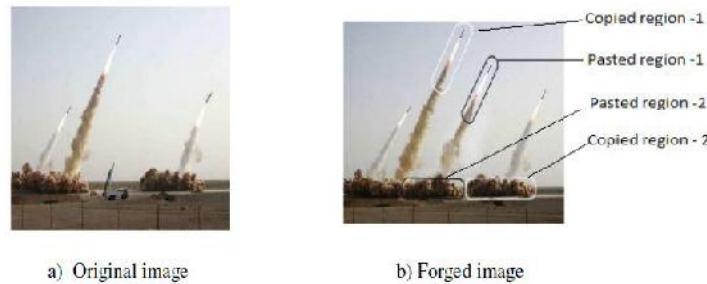 Copied region -1
Pasted region -1
Pasted region -2
Copied region - 2
a) Original image
b) Forged image